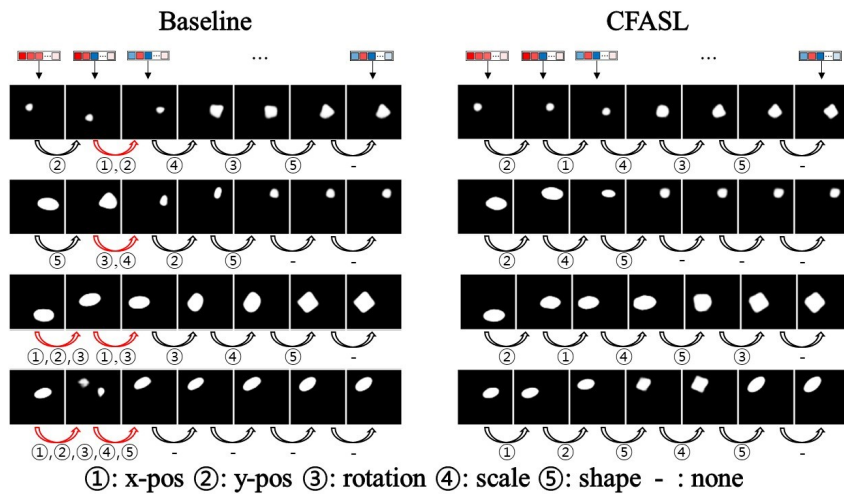 Baseline CFASL
... ... ... ... ... ...
... ... ... ...
② ①,② ④ ③ ⑤ - ② ① ④ ③ ⑤ -
⑤ ③,④ ② ⑤ - - ② ④ ⑤ - - -
①,②,③ ①,③ ③ ④ ⑤ - ② ① ④ ⑤ ③ -
①,②,③,④,⑤ - - - - ① ② ⑤ ④ ⑤ -
①: x-pos ②: y-pos ③: rotation ④: scale ⑤: shape - : none